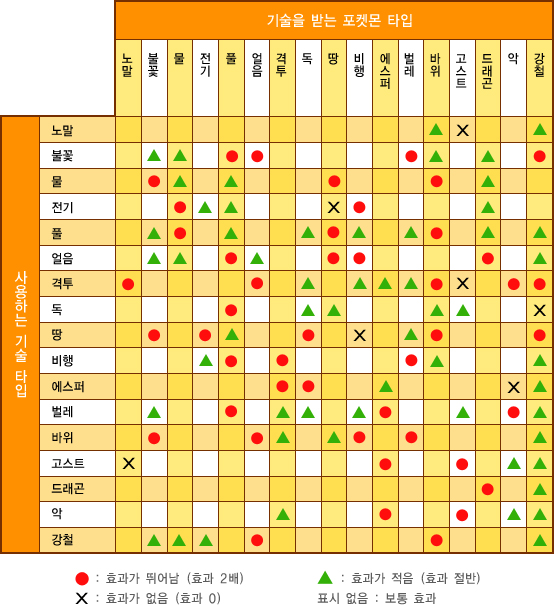 기술을 받는 포켓몬 타입
노말 불꽃 물 전기 풀 얼음 격투 독 땅 비행 에스퍼 벌레 바위 고스트 드래곤 악 강철
사용하는 기술 타입
노말
불꽃
물
전기
풀
얼음
격투
독
땅
비행
에스퍼
벌레
바위
고스트
드래곤
악
강철
: 효과가 뛰어남 (효과 2배) : 효과가 적음 (효과 절반)
: 효과가 없음 (효과 0) 표시 없음 : 보통 효과